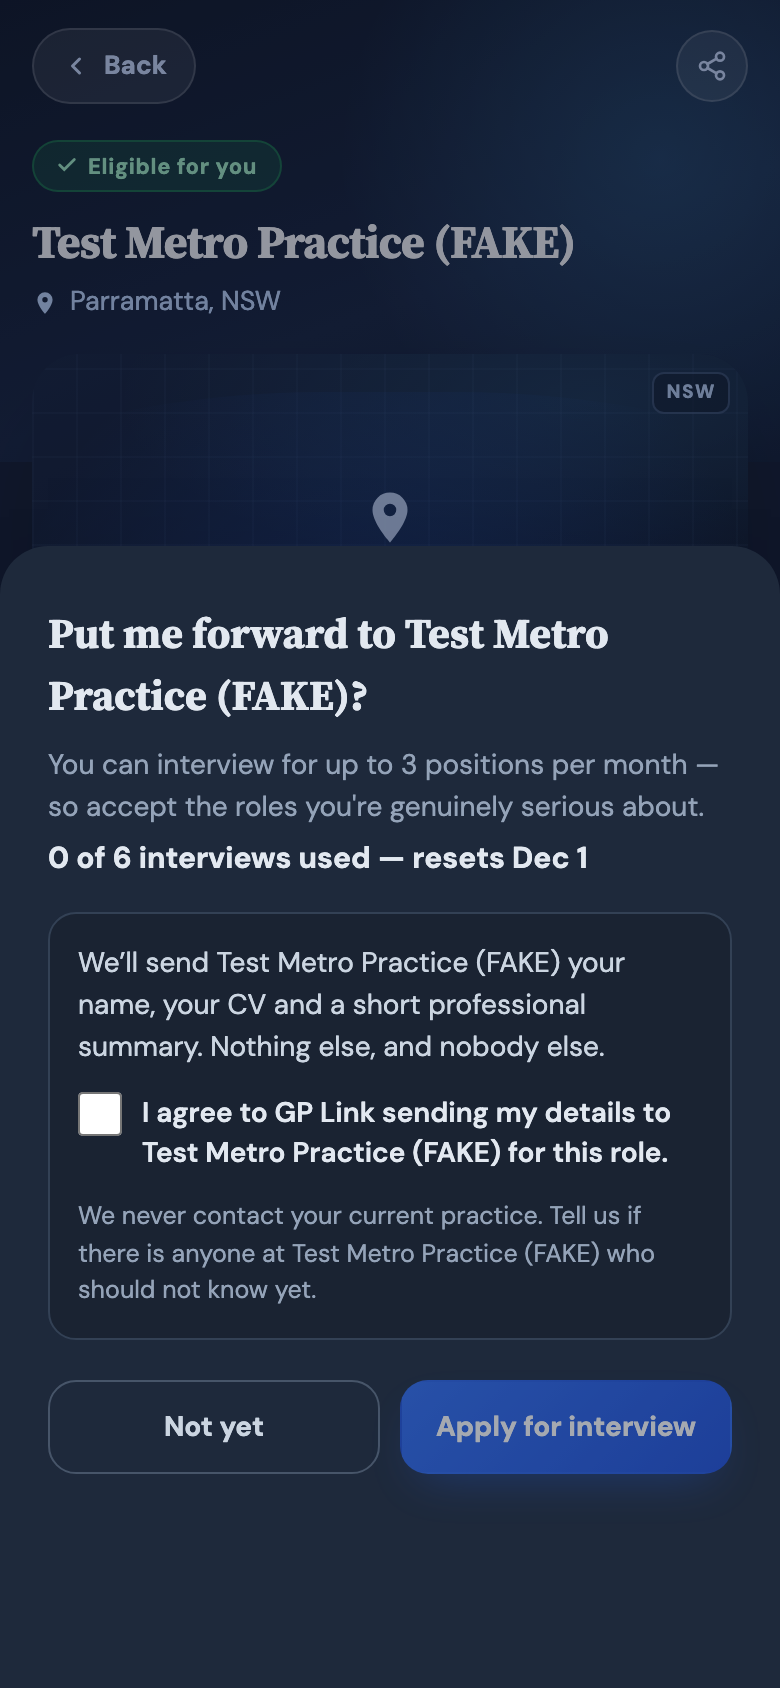 Back
Eligible for you
Test Metro Practice (FAKE)
Parramatta, NSW
NSW
Put me forward to Test Metro
Practice (FAKE)?
You can interview for up to 3 positions per month —
so accept the roles you're genuinely serious about.
0 of 6 interviews used — resets Dec 1
We’ll send Test Metro Practice (FAKE) your
name, your CV and a short professional
summary. Nothing else, and nobody else.
I agree to GP Link sending my details to
Test Metro Practice (FAKE) for this role.
We never contact your current practice. Tell us if
there is anyone at Test Metro Practice (FAKE) who
should not know yet.
Not yet
Apply for interview